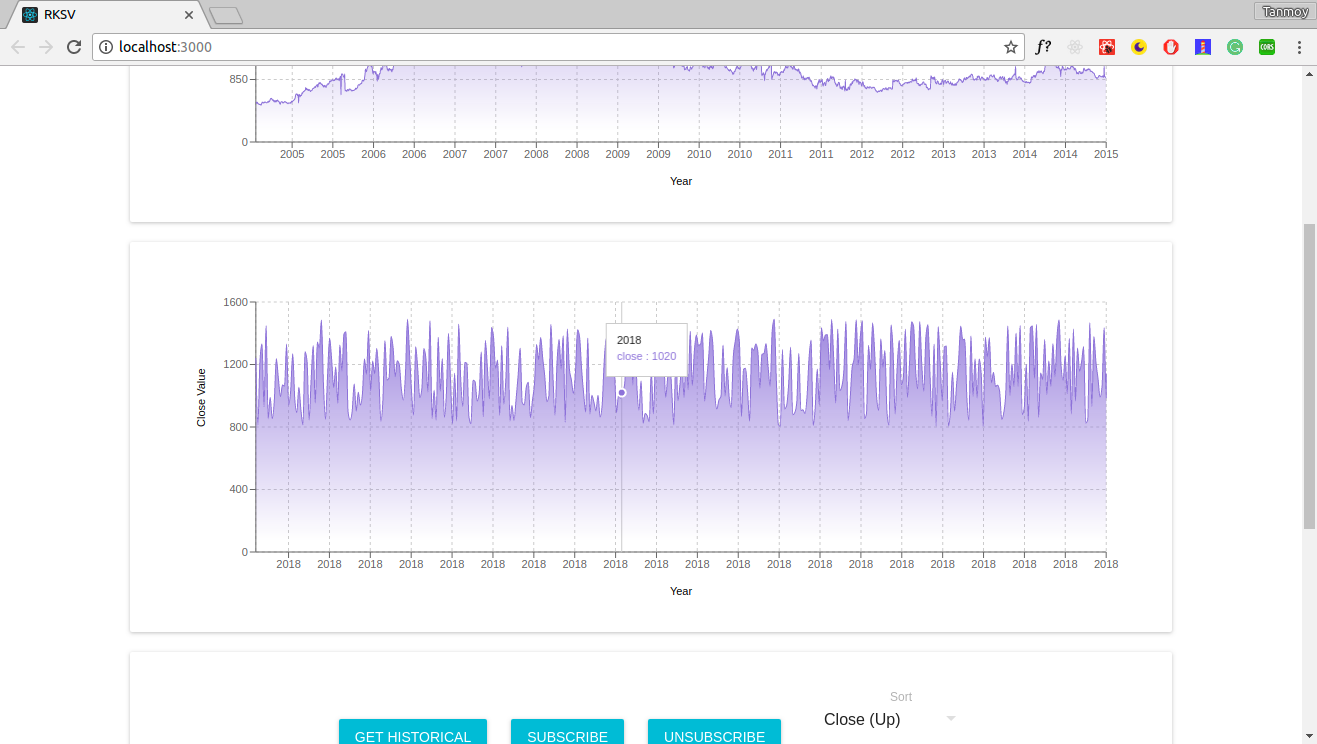 RKSV
Tanmoy
localhost:3000
f?
CORS
850
0
2005 2005 2006 2006 2007 2007 2008 2008 2009 2009 2010 2010 2011 2011 2012 2012 2013 2013 2014 2014 2015
Year
1600
1200
800
400
0
Close Value
2018
close : 1020
2018 2018 2018 2018 2018 2018 2018 2018 2018 2018 2018 2018 2018 2018 2018 2018 2018 2018 2018 2018 2018
Year
Sort
Close (Up)
GET HISTORICAL SUBSCRIBE UNSUBSCRIBE